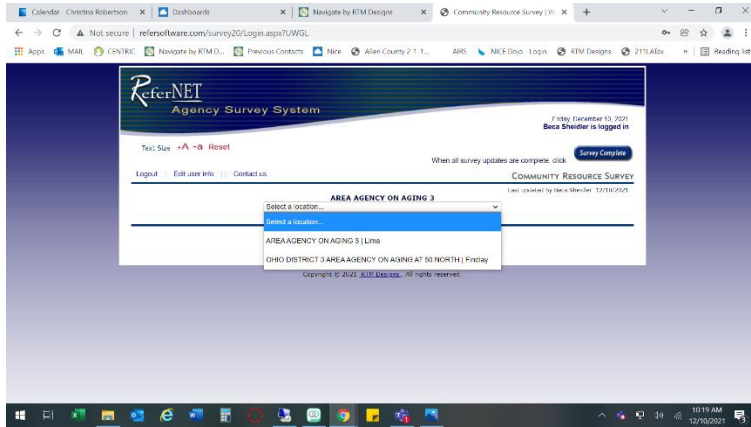 Calendar - Christina Robertson
Dashboards
Navigate by RTM Designs
Community Resource Survey | W
Not secure | refersoftware.com/survey20/Login.aspx?UWGL
Apps MAIL CENTRIC Navigate by RTM D... Previous Contacts Nice Allen County 2-1-1... AIRS NICE Dojo Login RTM Designs 211LATax » Reading list
ReferNET
Agency Survey System
Friday, December 10, 2021
Beca Sheidler is logged in
Text Size +A -a Reset
When all survey updates are complete, click Survey Complete
Logout | Edit user info | | Contact us
COMMUNITY RESOURCE SURVEY
Last updated by Beca Sheidler 12/10/2021
AREA AGENCY ON AGING 3
Select a location...
Select a location...
AREA AGENCY ON AGING 3 | Lima
OHIO DISTRICT 3 AREA AGENCY ON AGING AT 50 NORTH | Findlay
Copyright © 2021 RTM Designs. All rights reserved.
10:19 AM
12/10/2021